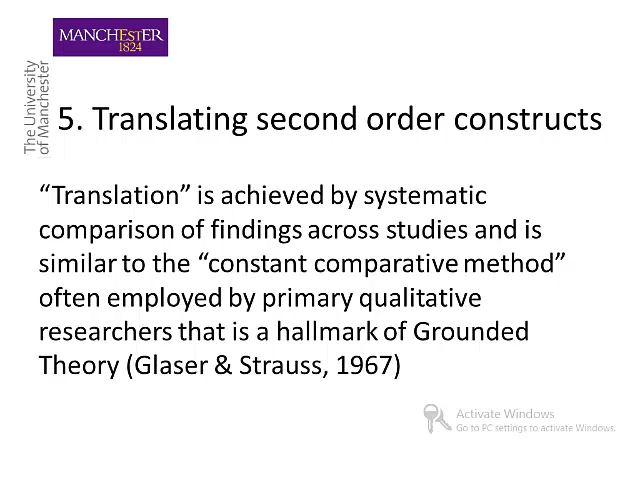 MANCHESTER
1824
The University
of Manchester
5. Translating second order constructs
“Translation” is achieved by systematic
comparison of findings across studies and is
similar to the “constant comparative method”
often employed by primary qualitative
researchers that is a hallmark of Grounded
Theory (Glaser & Strauss, 1967)
Activate Windows
Go to PC settings to activate Windows.